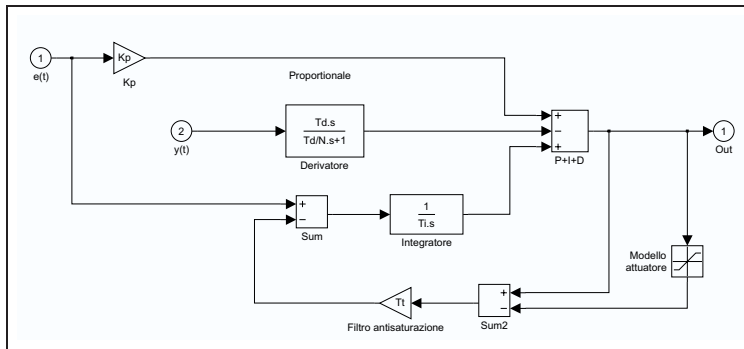 1
e(t)
Kp
Kp
Proportionale
2
y(t)
Td.s
Td/N.s+1
Derivatore
+
−
+
P+I+D
1
Out
+
−
Sum
1
Ti.s
Integratore
Modello
attuatore
Tt
Filtro antisaturazione
+
−
Sum2